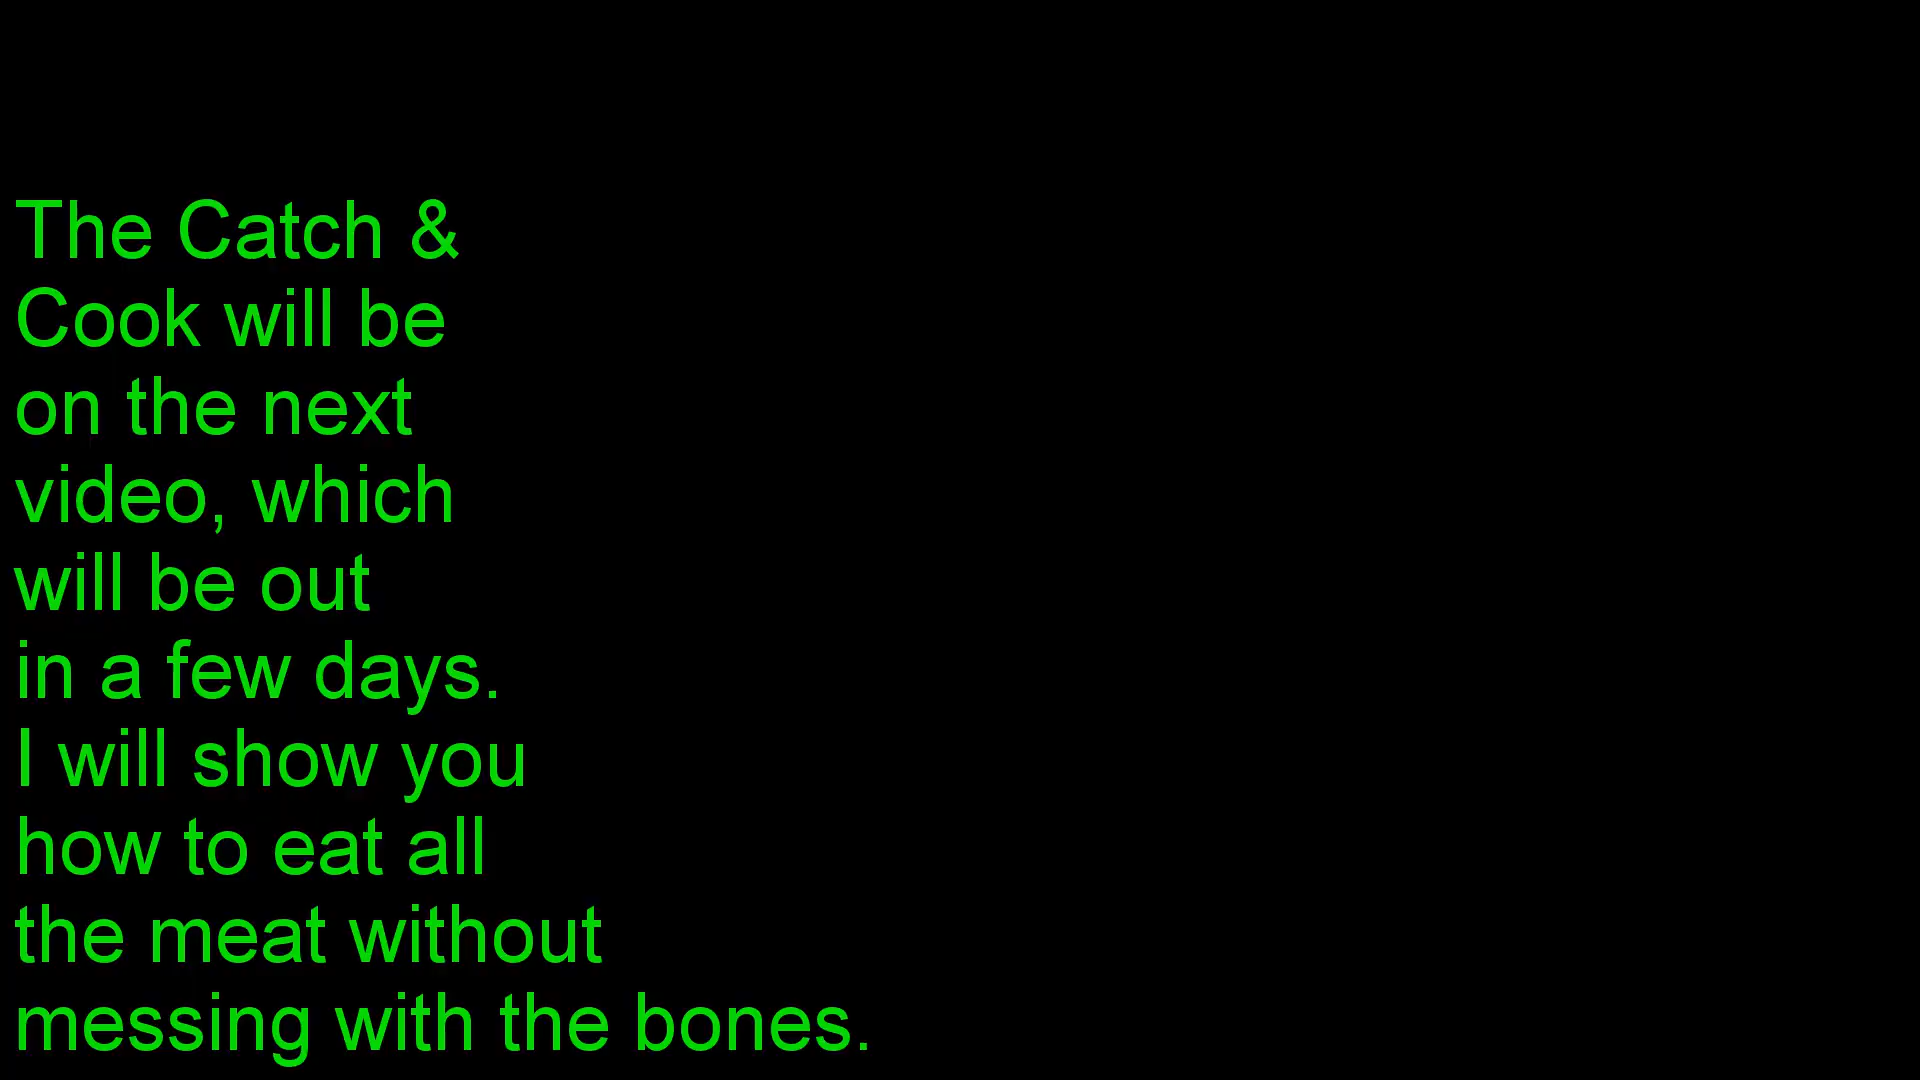 The Catch &
Cook will be
on the next
video, which
will be out
in a few days.
I will show you
how to eat all
the meat without
messing with the bones.